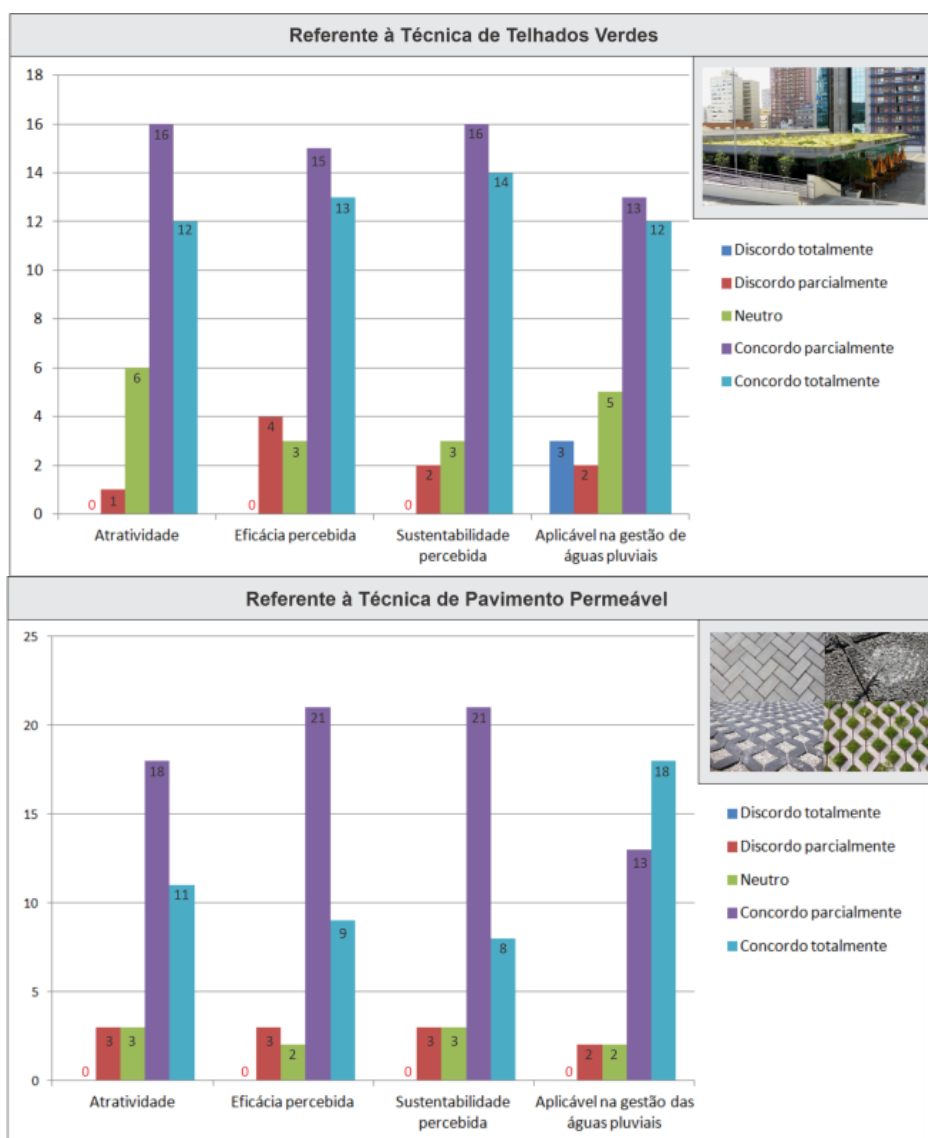 Referente à Técnica de Telhados Verdes
18
16
14
12
10
8
6
4
2
0
0
1
6
16
12
0
4
3
15
13
0
2
3
16
14
3
2
5
13
12
Atratividade
Eficácia percebida
Sustentabilidade
percebida
Aplicável na gestão de
águas pluviais
Discordo totalmente
Discordo parcialmente
Neutro
Concordo parcialmente
Concordo totalmente
Referente à Técnica de Pavimento Permeável
25
20
15
10
5
0
0
3
3
18
11
0
3
2
21
9
0
3
3
21
8
0
2
2
13
18
Atratividade
Eficácia percebida
Sustentabilidade
percebida
Aplicável na gestão das
águas pluviais
Discordo totalmente
Discordo parcialmente
Neutro
Concordo parcialmente
Concordo totalmente